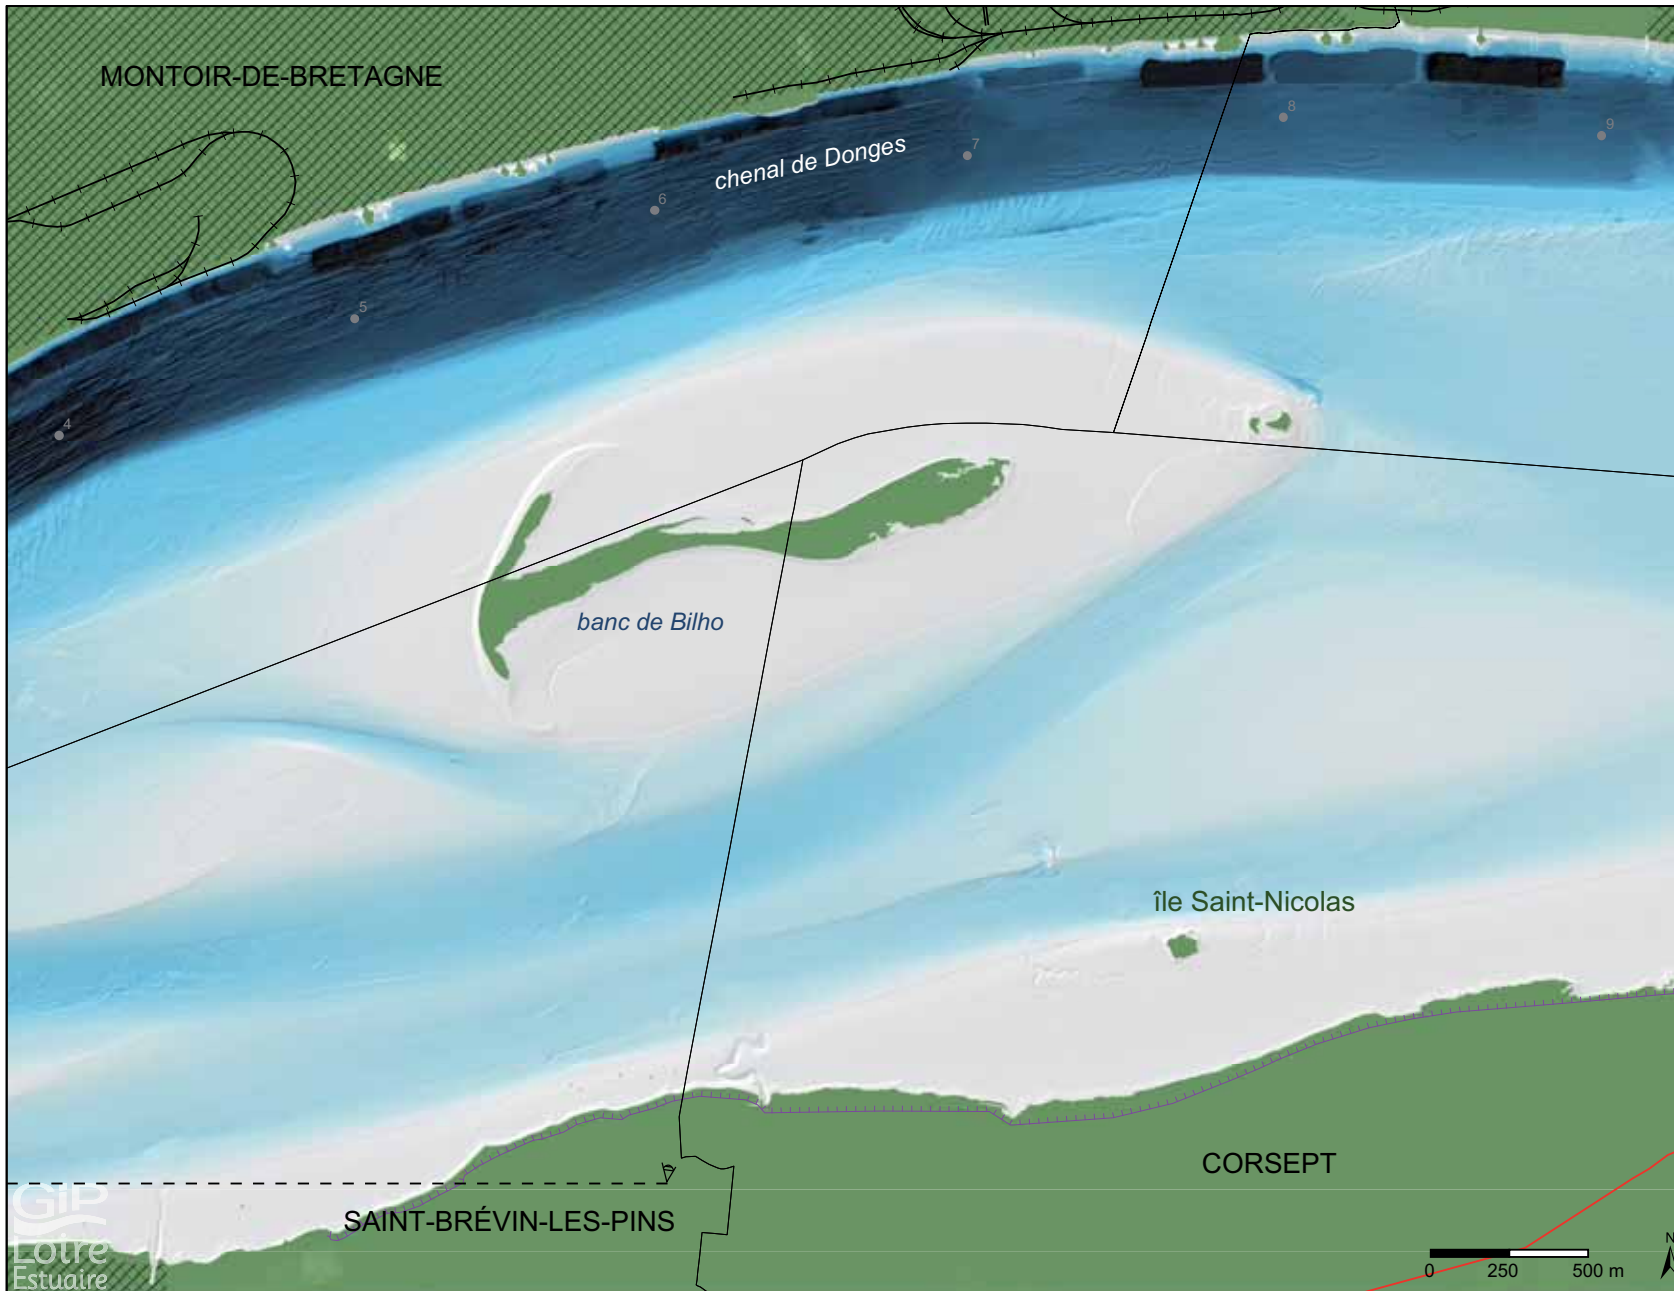 MONTOIR-DE-BRETAGNE
chenal de Donges
4
5
6
7
8
9
banc de Bilho
île Saint-Nicolas
CORSEPT
SAINT-BRÉVIN-LES-PINS
GIP
Loire
Estuaire
0 250 500 m
N